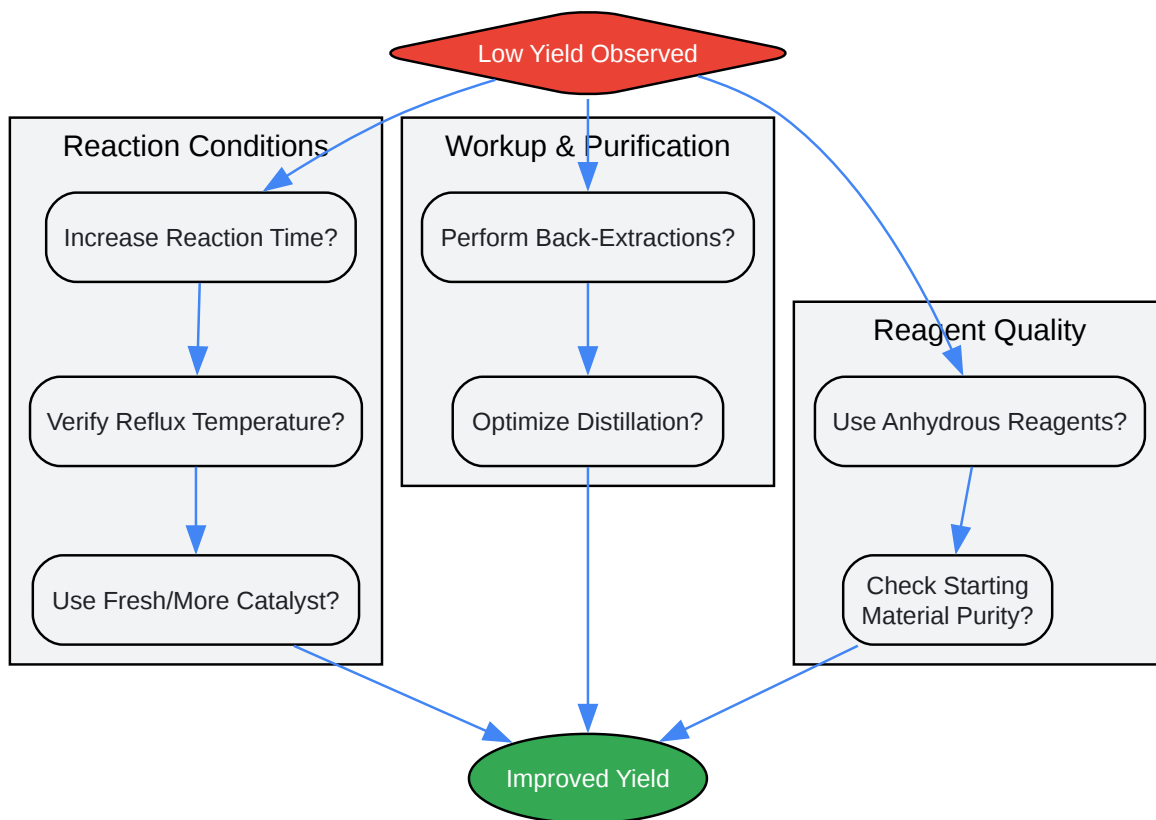 Low Yield Observed
Reaction Conditions
Increase Reaction Time?
Verify Reflux Temperature?
Use Fresh/More Catalyst?
Workup & Purification
Perform Back-Extractions?
Optimize Distillation?
Reagent Quality
Use Anhydrous Reagents?
Check Starting
Material Purity?
Improved Yield